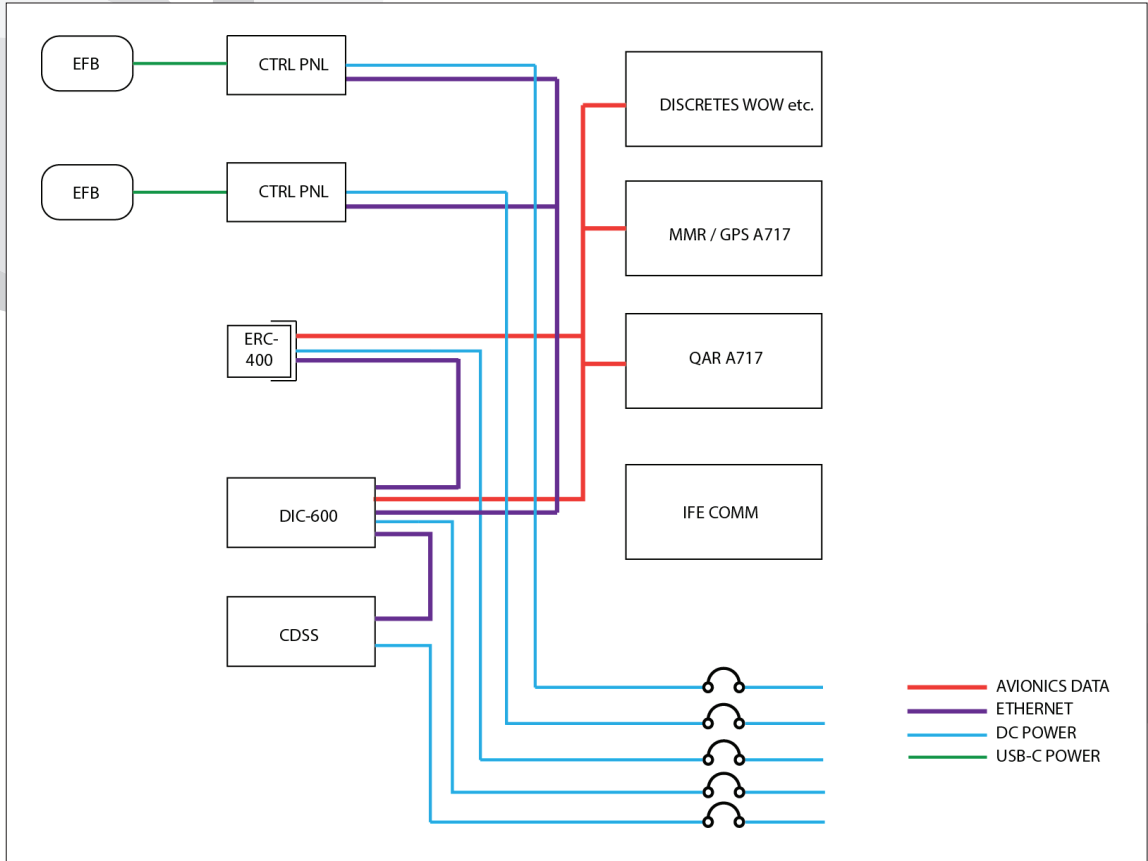 EFB
CTRL PNL
DISCRETES WOW etc.
EFB
CTRL PNL
MMR / GPS A717
ERC-
400
QAR A717
DIC-600
IFE COMM
CDSS
AVIONICS DATA
ETHERNET
DC POWER
USB-C POWER